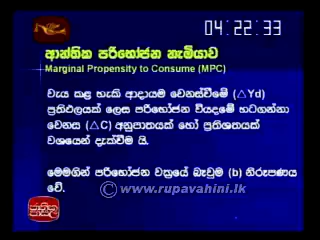 04:22:33
ආන්තික පරිභෝජන නැමියාව
Marginal Propensity to Consume (MPC)
වැය කළ හැකි ආදායම වෙනස්වීමේ (△Yd)
ප්‍රතිඵලයක් ලෙස පරිභෝජන වියදමේ හටගන්නා
වෙනස (△C) අනුපාතයක් හෝ ප්‍රතිශතයක්
වශයෙන් දැක්වීම යි.
මෙමගින් පරිභෝජන වක්‍රයේ බෑවුම (b) නිරූපණය
වේ.
© www.rupavahini.lk